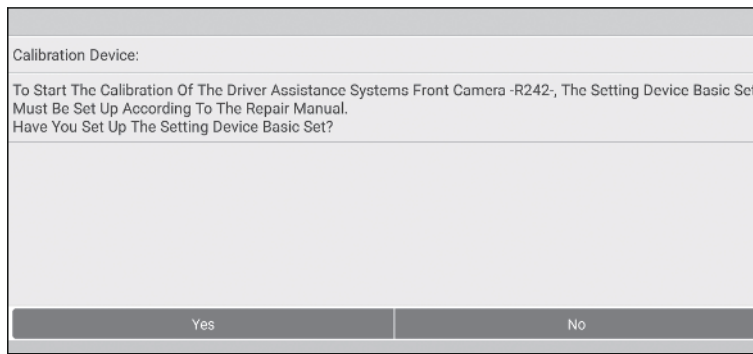 Calibration Device:
To Start The Calibration Of The Driver Assistance Systems Front Camera -R242-, The Setting Device Basic Set
Must Be Set Up According To The Repair Manual.
Have You Set Up The Setting Device Basic Set?
Yes
No